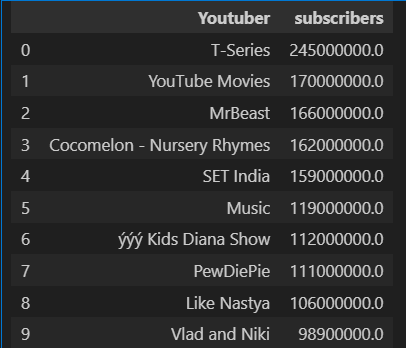 Youtuber subscribers
0 T-Series 245000000.0
1 YouTube Movies 170000000.0
2 MrBeast 166000000.0
3 Cocomelon - Nursery Rhymes 162000000.0
4 SET India 159000000.0
5 Music 119000000.0
6 ýýý Kids Diana Show 112000000.0
7 PewDiePie 111000000.0
8 Like Nastya 106000000.0
9 Vlad and Niki 98900000.0